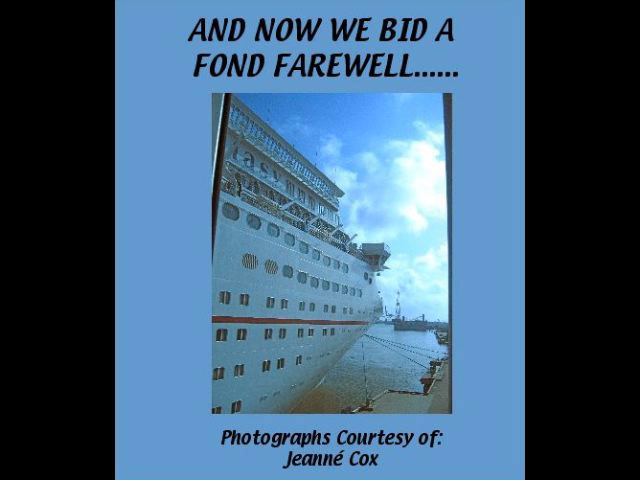 AND NOW WE BID A
FOND FAREWELL......
Photographs Courtesy of:
Jeanné Cox